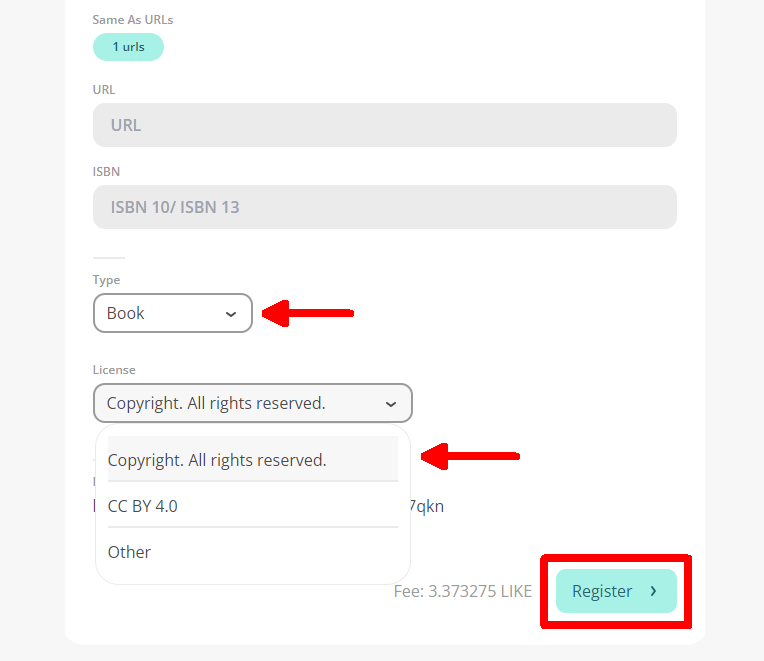 Same As URLs
1 urls
URL
URL
ISBN
ISBN 10/ ISBN 13
Type
Book
License
Copyright. All rights reserved.
Copyright. All rights reserved.
CC BY 4.0
7qkn
Other
Fee: 3.373275 LIKE
Register